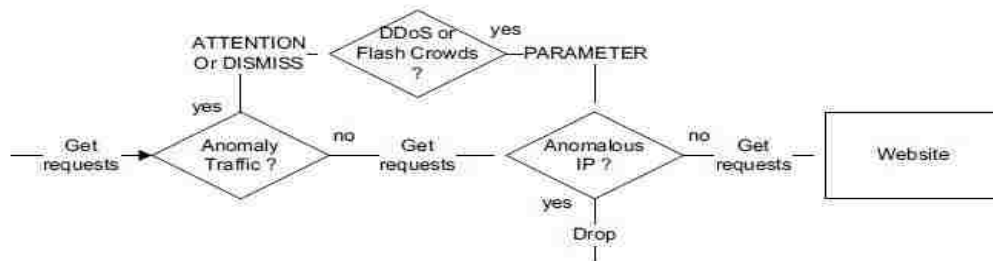 ATTENTION
Or DISMISS
DDoS or
Flash Crowds
?
yes
PARAMETER
yes
Get
requests
Anomaly
Traffic ?
no
Get
requests
Anomalous
IP ?
no
Get
requests
Website
yes
Drop